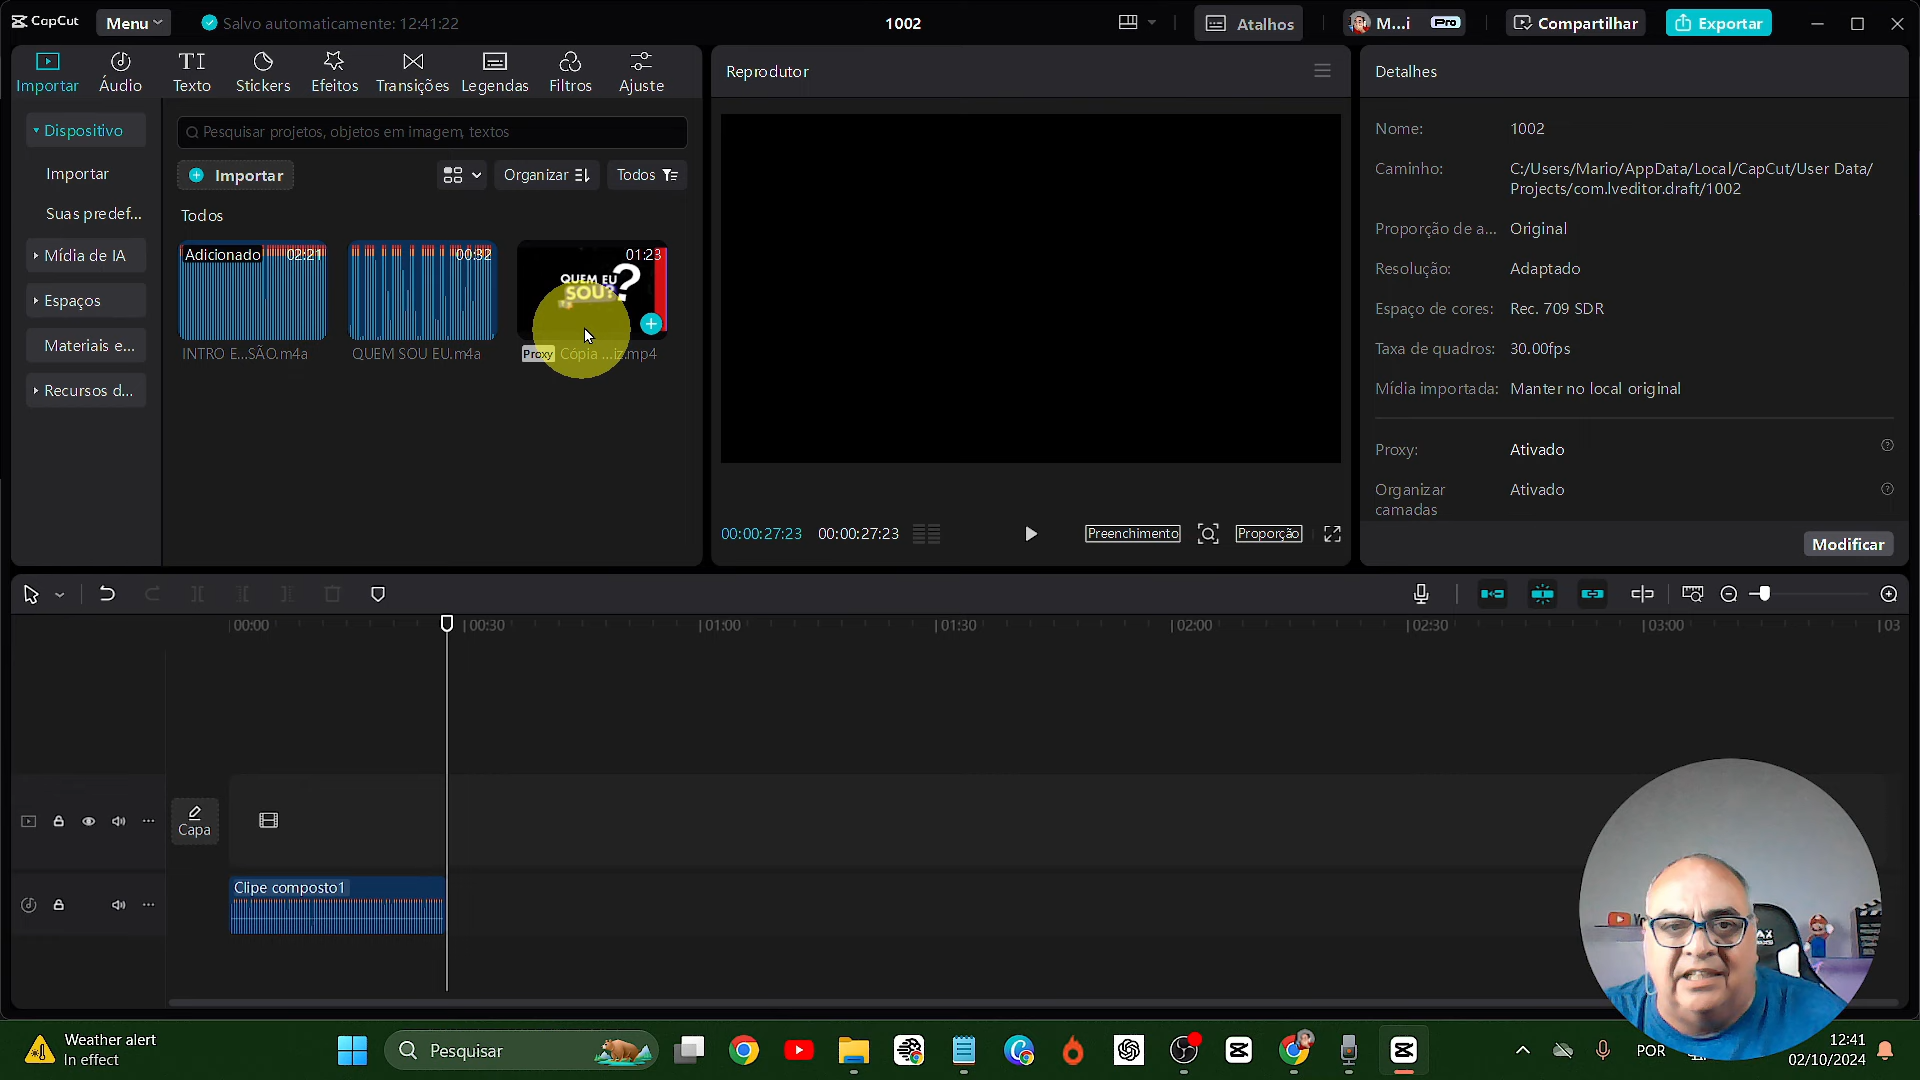 CapCut
Menu
Salvo automaticamente: 12:41:22
1002
Atalhos
M...i
Pro
Compartilhar
Exportar
Importar
Áudio
Texto
Stickers
Efeitos
Transições
Legendas
Filtros
Ajuste
Reprodutor
Detalhes
Dispositivo
Importar
Suas predef...
Mídia de IA
Espaços
Materiais e...
Recursos d...
Pesquisar projetos, objetos em imagem, textos
Importar
Organizar
Todos
Todos
Adicionado
02:21
INTRO E...SÃO.m4a
00:32
QUEM SOU EU.m4a
01:23
QUEM EU
SOU?
?
Proxy
Cópia ...iz.mp4
00:00:27:23
00:00:27:23
Preenchimento
Proporção
Nome:
1002
Caminho:
C:/Users/Mario/AppData/Local/CapCut/User Data/
Projects/com.lveditor.draft/1002
Proporção de a...
Original
Resolução:
Adaptado
Espaço de cores:
Rec. 709 SDR
Taxa de quadros:
30.00fps
Mídia importada:
Manter no local original
Proxy:
Ativado
Organizar
camadas
Ativado
Modificar
00:00
00:30
01:00
01:30
02:00
02:30
03:00
03
Capa
Clipe composto1
Weather alert
In effect
Pesquisar
POR
12:41
02/10/2024